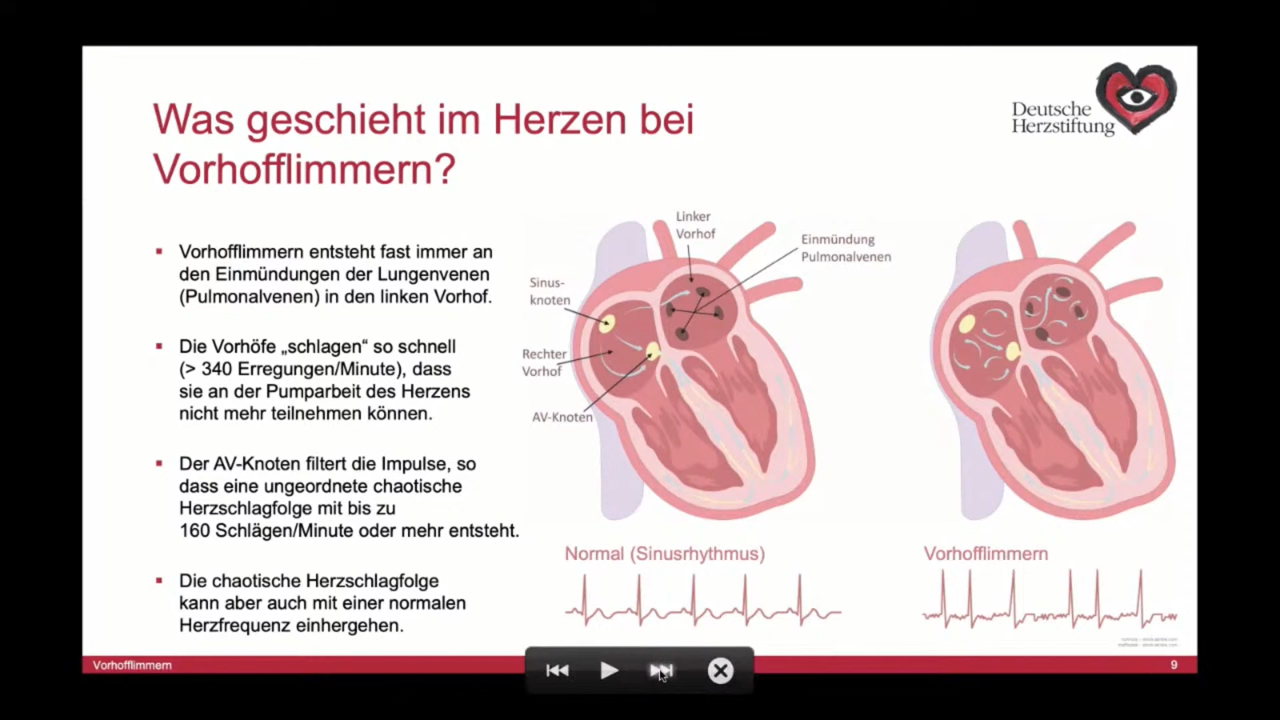 Was geschieht im Herzen bei
Vorhofflimmern?
Deutsche
Herzstiftung
▪ Vorhofflimmern entsteht fast immer an
den Einmündungen der Lungenvenen
(Pulmonalvenen) in den linken Vorhof.
▪ Die Vorhöfe „schlagen“ so schnell
(> 340 Erregungen/Minute), dass
sie an der Pumparbeit des Herzens
nicht mehr teilnehmen können.
▪ Der AV-Knoten filtert die Impulse, so
dass eine ungeordnete chaotische
Herzschlagfolge mit bis zu
160 Schlägen/Minute oder mehr entsteht.
▪ Die chaotische Herzschlagfolge
kann aber auch mit einer normalen
Herzfrequenz einhergehen.
Linker
Vorhof
Einmündung
Pulmonalvenen
Sinus-
knoten
Rechter
Vorhof
AV-Knoten
Normal (Sinusrhythmus)
Vorhofflimmern
Vorhofflimmern
9